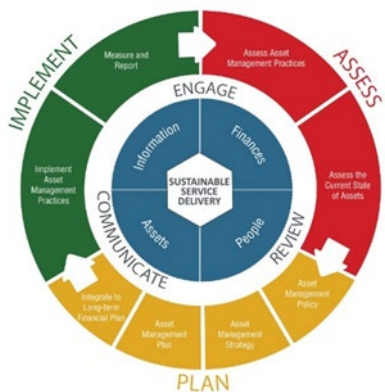 IMPLEMENT
ASSESS
PLAN
Measure and
Report
Assess Asset
Management Practices
Assess the
Current State
of Assets
Asset
Management
Policy
Asset
Management
Strategy
Asset
Management
Plan
Integrate to
Long-term
Financial Plan
Implement
Asset
Management
Practices
ENGAGE
REVIEW
COMMUNICATE
Information
Finances
People
Assets
SUSTAINABLE
SERVICE
DELIVERY